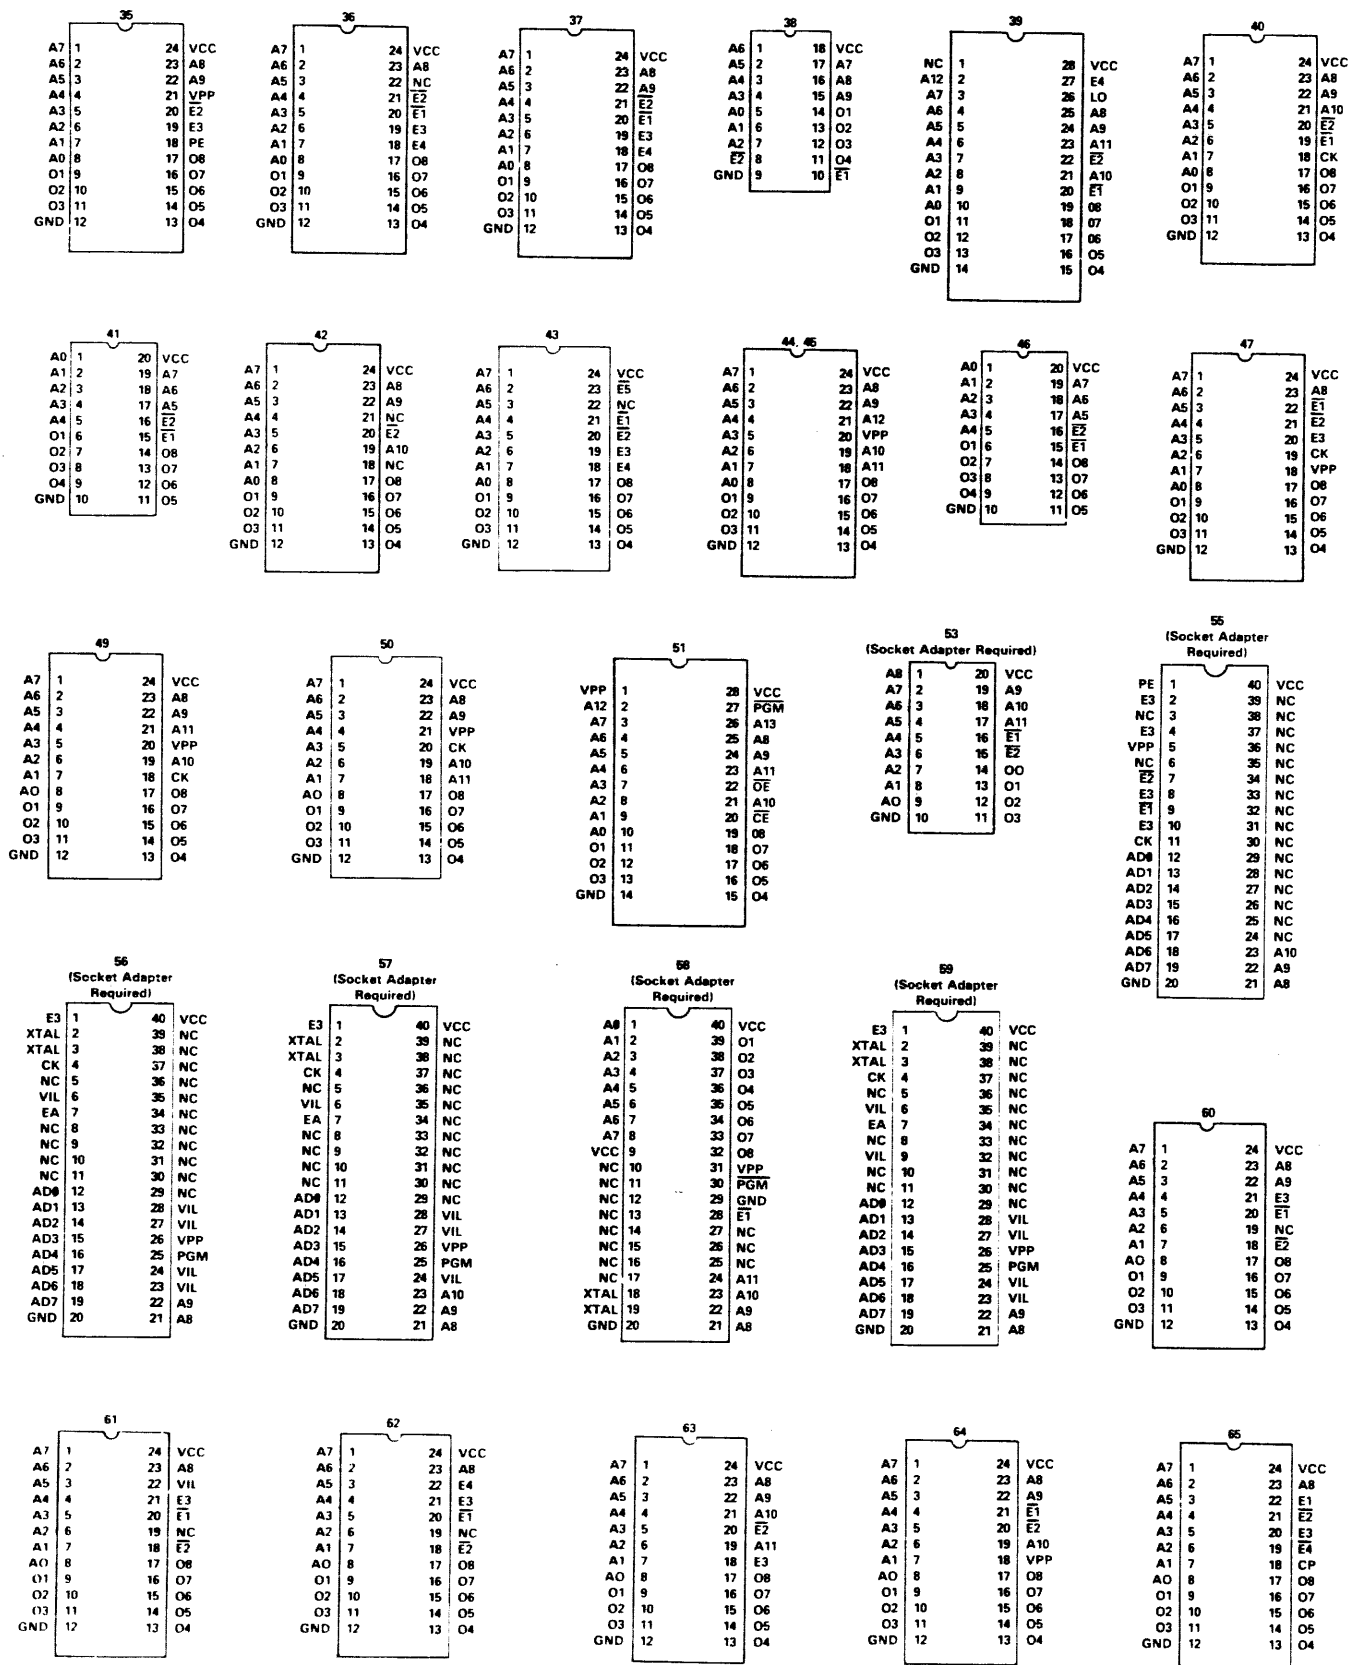 35
A7 1 24 VCC
A6 2 23 A8
A5 3 22 A9
A4 4 21 VPP
A3 5 20 E2
A2 6 19 E3
A1 7 18 PE
A0 8 17 O8
O1 9 16 O7
O2 10 15 O6
O3 11 14 O5
GND 12 13 O4
36
A7 1 24 VCC
A6 2 23 A8
A5 3 22 NC
A4 4 21 E2
A3 5 20 E1
A2 6 19 E3
A1 7 18 E4
A0 8 17 O8
O1 9 16 O7
O2 10 15 O6
O3 11 14 O5
GND 12 13 O4
37
A7 1 24 VCC
A6 2 23 A8
A5 3 22 A9
A4 4 21 E2
A3 5 20 E1
A2 6 19 E3
A1 7 18 E4
A0 8 17 O8
O1 9 16 O7
O2 10 15 O6
O3 11 14 O5
GND 12 13 O4
38
A6 1 18 VCC
A5 2 17 A7
A4 3 16 A8
A3 4 15 A9
A0 5 14 O1
A1 6 13 O2
A2 7 12 O3
E2 8 11 O4
GND 9 10 E1
39
NC 1 28 VCC
A12 2 27 E4
A7 3 26 LO
A6 4 25 A8
A5 5 24 A9
A4 6 23 A11
A3 7 22 E2
A2 8 21 A10
A1 9 20 E1
A0 10 19 08
O1 11 18 07
O2 12 17 06
O3 13 16 O5
GND 14 15 O4
40
A7 1 24 VCC
A6 2 23 A8
A5 3 22 A9
A4 4 21 A10
A3 5 20 E2
A2 6 19 E1
A1 7 18 CK
A0 8 17 O8
O1 9 16 O7
O2 10 15 O6
O3 11 14 O5
GND 12 13 O4
41
A0 1 20 VCC
A1 2 19 A7
A2 3 18 A6
A3 4 17 A5
A4 5 16 E2
O1 6 15 E1
O2 7 14 O8
O3 8 13 O7
O4 9 12 O6
GND 10 11 O5
42
A7 1 24 VCC
A6 2 23 A8
A5 3 22 A9
A4 4 21 NC
A3 5 20 E2
A2 6 19 A10
A1 7 18 NC
A0 8 17 O8
O1 9 16 O7
O2 10 15 O6
O3 11 14 O5
GND 12 13 O4
43
A7 1 24 VCC
A6 2 23 E5
A5 3 22 NC
A4 4 21 E1
A3 5 20 E2
A2 6 19 E3
A1 7 18 E4
A0 8 17 O8
O1 9 16 O7
O2 10 15 O6
O3 11 14 O5
GND 12 13 O4
44, 45
A7 1 24 VCC
A6 2 23 A8
A5 3 22 A9
A4 4 21 A12
A3 5 20 VPP
A2 6 19 A10
A1 7 18 A11
A0 8 17 O8
O1 9 16 O7
O2 10 15 O6
O3 11 14 O5
GND 12 13 O4
46
A0 1 20 VCC
A1 2 19 A7
A2 3 18 A6
A3 4 17 A5
A4 5 16 E2
O1 6 15 E1
O2 7 14 O8
O3 8 13 O7
O4 9 12 O6
GND 10 11 O5
47
A7 1 24 VCC
A6 2 23 A8
A5 3 22 E1
A4 4 21 E2
A3 5 20 E3
A2 6 19 CK
A1 7 18 VPP
A0 8 17 O8
O1 9 16 O7
O2 10 15 O6
O3 11 14 O5
GND 12 13 O4
49
A7 1 24 VCC
A6 2 23 A8
A5 3 22 A9
A4 4 21 A11
A3 5 20 VPP
A2 6 19 A10
A1 7 18 CK
AO 8 17 O8
O1 9 16 O7
O2 10 15 O6
O3 11 14 O5
GND 12 13 O4
50
A7 1 24 VCC
A6 2 23 A8
A5 3 22 A9
A4 4 21 VPP
A3 5 20 CK
A2 6 19 A10
A1 7 18 A11
AO 8 17 O8
O1 9 16 O7
O2 10 15 O6
O3 11 14 O5
GND 12 13 O4
51
VPP 1 28 VCC
A12 2 27 PGM
A7 3 26 A13
A6 4 25 A8
A5 5 24 A9
A4 6 23 A11
A3 7 22 OE
A2 8 21 A10
A1 9 20 CE
A0 10 19 08
O1 11 18 O7
O2 12 17 O6
O3 13 16 O5
GND 14 15 O4
53
(Socket Adapter Required)
A8 1 20 VCC
A7 2 19 A9
A6 3 18 A10
A5 4 17 A11
A4 5 16 E1
A3 6 15 E2
A2 7 14 OO
A1 8 13 O1
AO 9 12 O2
GND 10 11 O3
55
(Socket Adapter
Required)
PE 1 40 VCC
E3 2 39 NC
NC 3 38 NC
E3 4 37 NC
VPP 5 36 NC
NC 6 35 NC
E2 7 34 NC
E3 8 33 NC
E1 9 32 NC
E3 10 31 NC
CK 11 30 NC
AD0 12 29 NC
AD1 13 28 NC
AD2 14 27 NC
AD3 15 26 NC
AD4 16 25 NC
AD5 17 24 NC
AD6 18 23 A10
AD7 19 22 A9
GND 20 21 A8
56
(Socket Adapter
Required)
E3 1 40 VCC
XTAL 2 39 NC
XTAL 3 38 NC
CK 4 37 NC
NC 5 36 NC
VIL 6 35 NC
EA 7 34 NC
NC 8 33 NC
NC 9 32 NC
NC 10 31 NC
NC 11 30 NC
AD0 12 29 NC
AD1 13 28 VIL
AD2 14 27 VIL
AD3 15 26 VPP
AD4 16 25 PGM
AD5 17 24 VIL
AD6 18 23 VIL
AD7 19 22 A9
GND 20 21 A8
57
(Socket Adapter
Required)
E3 1 40 VCC
XTAL 2 39 NC
XTAL 3 38 NC
CK 4 37 NC
NC 5 36 NC
VIL 6 35 NC
EA 7 34 NC
NC 8 33 NC
NC 9 32 NC
NC 10 31 NC
NC 11 30 NC
AD0 12 29 NC
AD1 13 28 VIL
AD2 14 27 VIL
AD3 15 26 VPP
AD4 16 25 PGM
AD5 17 24 VIL
AD6 18 23 A10
AD7 19 22 A9
GND 20 21 A8
58
(Socket Adapter
Required)
A0 1 40 VCC
A1 2 39 O1
A2 3 38 O2
A3 4 37 O3
A4 5 36 O4
A5 6 35 O5
A6 7 34 O6
A7 8 33 O7
VCC 9 32 O8
NC 10 31 VPP
NC 11 30 PGM
NC 12 29 GND
NC 13 28 E1
NC 14 27 NC
NC 15 26 NC
NC 16 25 NC
NC 17 24 A11
XTAL 18 23 A10
XTAL 19 22 A9
GND 20 21 A8
59
(Socket Adapter
Required)
E3 1 40 VCC
XTAL 2 39 NC
XTAL 3 38 NC
CK 4 37 NC
NC 5 36 NC
VIL 6 35 NC
EA 7 34 NC
NC 8 33 NC
VIL 9 32 NC
NC 10 31 NC
NC 11 30 NC
AD0 12 29 NC
AD1 13 28 VIL
AD2 14 27 VIL
AD3 15 26 VPP
AD4 16 25 PGM
AD5 17 24 VIL
AD6 18 23 VIL
AD7 19 22 A9
GND 20 21 A8
60
A7 1 24 VCC
A6 2 23 A8
A5 3 22 A9
A4 4 21 E3
A3 5 20 E1
A2 6 19 NC
A1 7 18 E2
AO 8 17 O8
O1 9 16 O7
O2 10 15 O6
O3 11 14 O5
GND 12 13 O4
61
A7 1 24 VCC
A6 2 23 A8
A5 3 22 VIL
A4 4 21 E3
A3 5 20 E1
A2 6 19 NC
A1 7 18 E2
AO 8 17 O8
O1 9 16 O7
O2 10 15 O6
O3 11 14 O5
GND 12 13 O4
62
A7 1 24 VCC
A6 2 23 A8
A5 3 22 E4
A4 4 21 E3
A3 5 20 E1
A2 6 19 NC
A1 7 18 E2
AO 8 17 O8
O1 9 16 O7
O2 10 15 O6
O3 11 14 O5
GND 12 13 O4
63
A7 1 24 VCC
A6 2 23 A8
A5 3 22 A9
A4 4 21 A10
A3 5 20 E2
A2 6 19 A11
A1 7 18 E3
AO 8 17 O8
O1 9 16 O7
O2 10 15 O6
O3 11 14 O5
GND 12 13 O4
64
A7 1 24 VCC
A6 2 23 A8
A5 3 22 A9
A4 4 21 E1
A3 5 20 E2
A2 6 19 A10
A1 7 18 VPP
AO 8 17 O8
O1 9 16 O7
O2 10 15 O6
O3 11 14 O5
GND 12 13 O4
65
A7 1 24 VCC
A6 2 23 A8
A5 3 22 E1
A4 4 21 E2
A3 5 20 E3
A2 6 19 E4
A1 7 18 CP
AO 8 17 O8
O1 9 16 O7
O2 10 15 O6
O3 11 14 O5
GND 12 13 O4